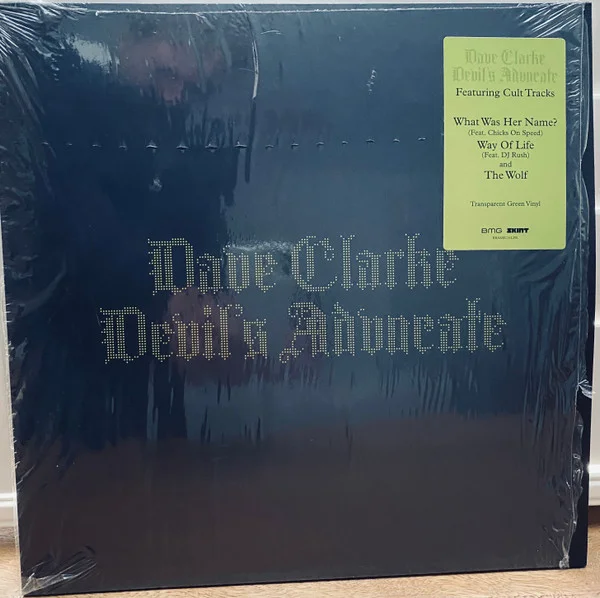 Dave Clarke
Devil's Advocate
Featuring Cult Tracks
What Was Her Name?
(Feat. Chicks On Speed)
Way Of Life
(Feat. DJ Rush)
and
The Wolf
Transparent Green Vinyl
BMG SKINT
Dave Clarke
Devil's Advocate